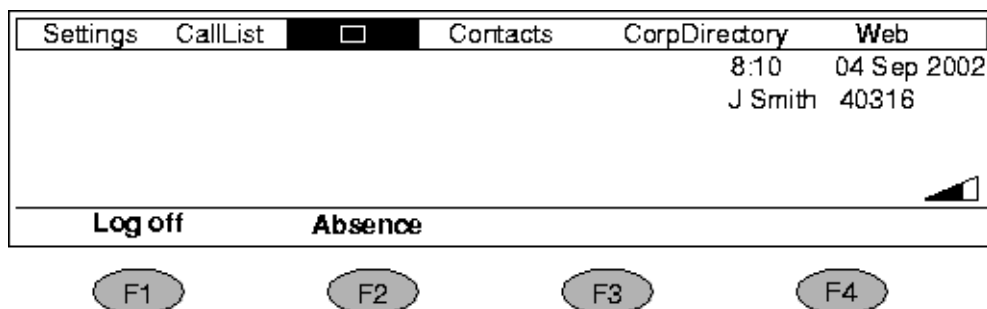 Settings CallList Contacts CorpDirectory Web
8:10 04 Sep 2002
J Smith 40316
Log off Absence
F1 F2 F3 F4